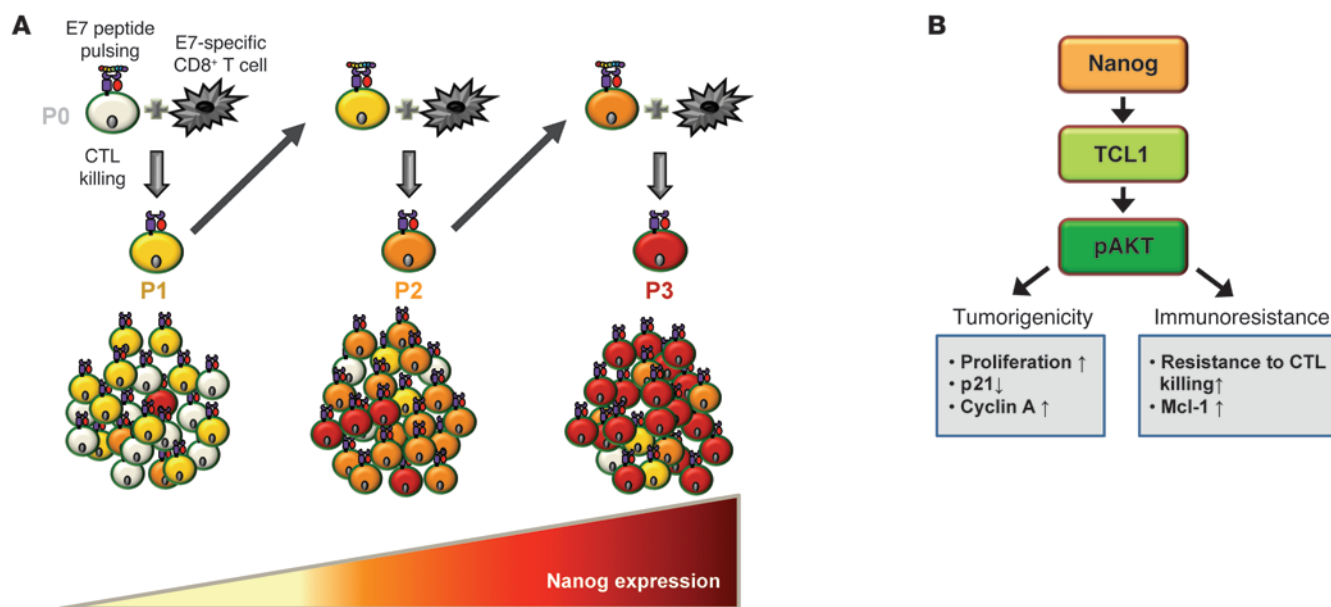 A
E7 peptide
pulsing
E7-specific
CD8⁺ T cell
P0
CTL
killing
P1
P2
P3
Nanog expression
B
Nanog
TCL1
pAKT
Tumorigenicity
• Proliferation ↑
• p21↓
• Cyclin A ↑
Immunoresistance
• Resistance to CTL
killing↑
• Mcl-1 ↑